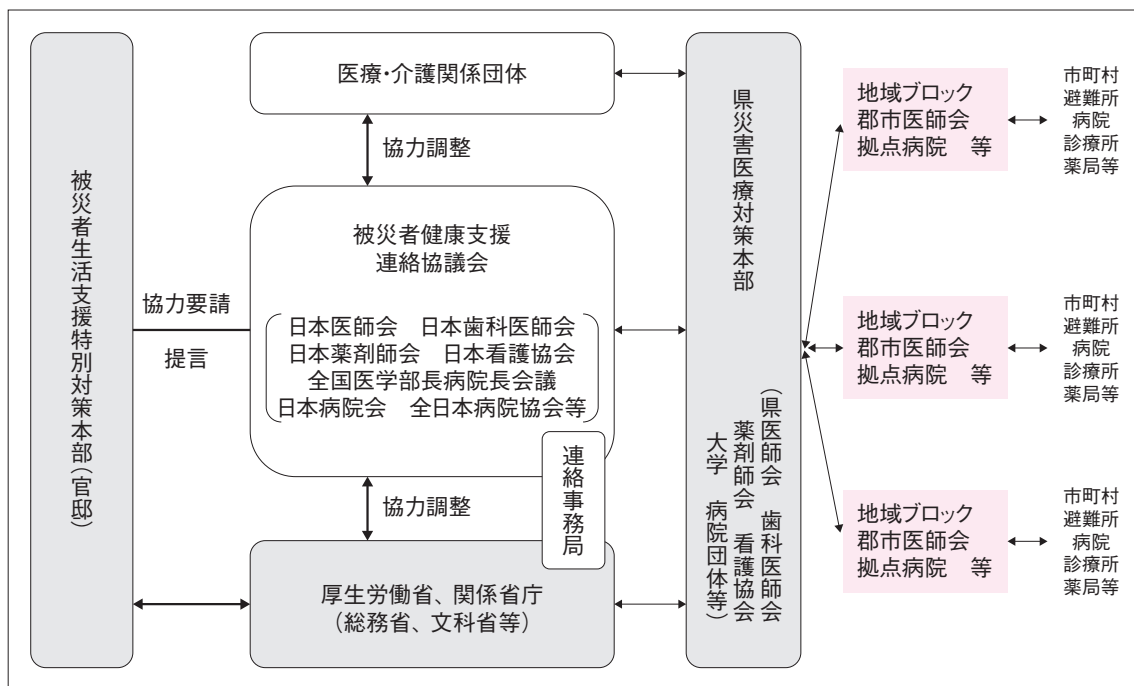 被災者生活支援特別対策本部（官邸）
協力要請
提言
医療・介護関係団体
協力調整
被災者健康支援
連絡協議会
日本医師会　日本歯科医師会
日本薬剤師会　日本看護協会
全国医学部長病院長会議
日本病院会　全日本病院協会等
連絡事務局
協力調整
厚生労働省、関係省庁
（総務省、文科省等）
県災害医療対策本部
（県医師会　歯科医師会
薬剤師会　看護協会
大学　病院団体等）
地域ブロック
郡市医師会
拠点病院　等
市町村
避難所
病院
診療所
薬局等
地域ブロック
郡市医師会
拠点病院　等
市町村
避難所
病院
診療所
薬局等
地域ブロック
郡市医師会
拠点病院　等
市町村
避難所
病院
診療所
薬局等